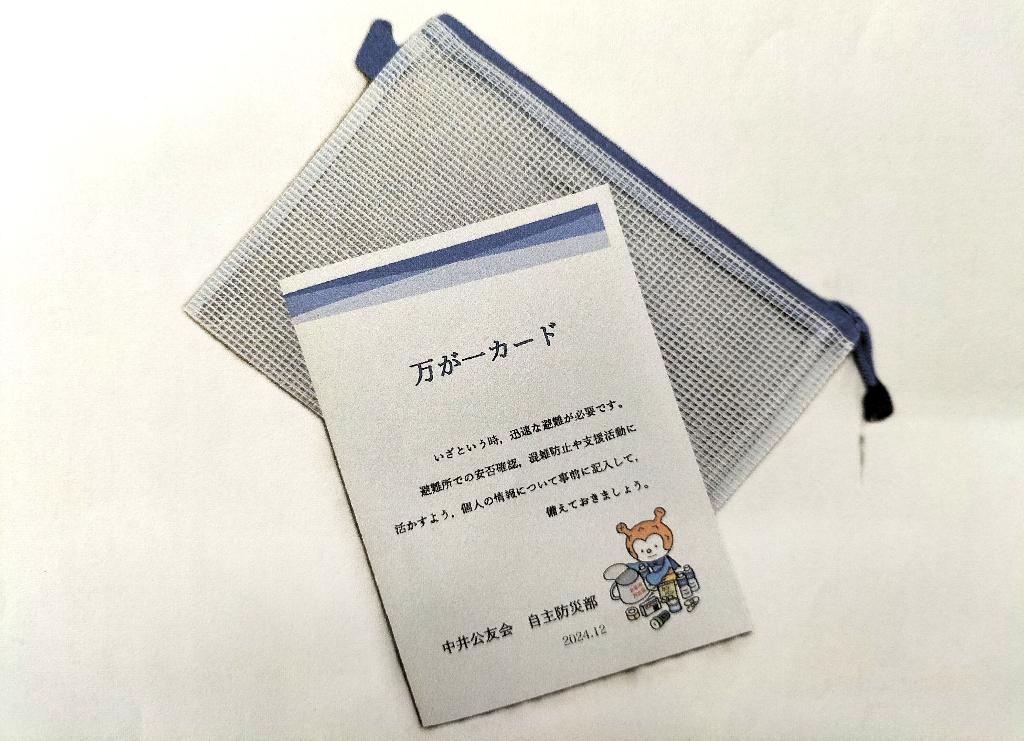 万が一カード
いざという時，迅速な避難が必要です。
避難所での安否確認，混雑防止や支援活動に
活かすよう，個人の情報について事前に記入して，
備えておきましょう。
中井公友会　自主防災部
2024.12